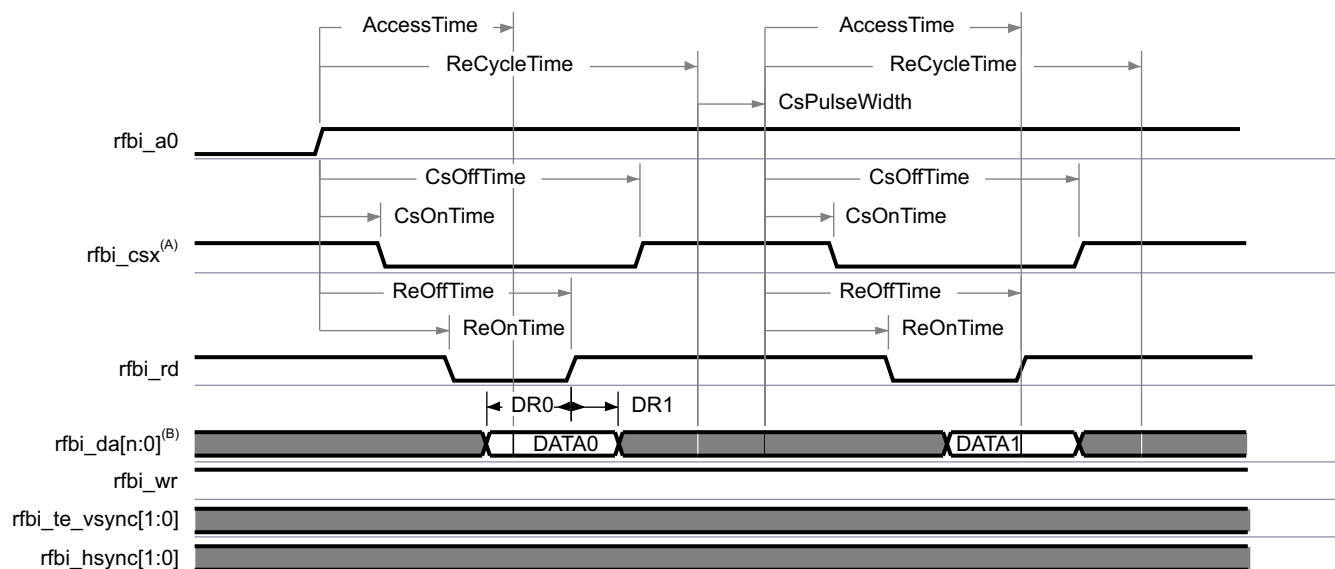 AccessTime AccessTime
ReCycleTime ReCycleTime
CsPulseWidth
rfbi_a0
CsOffTime CsOffTime
CsOnTime CsOnTime
rfbi_csx(A)
ReOffTime ReOffTime
ReOnTime ReOnTime
rfbi_rd
DR0 DR1
rfbi_da[n:0](B) DATA0 DATA1
rfbi_wr
rfbi_te_vsync[1:0]
rfbi_hsync[1:0]